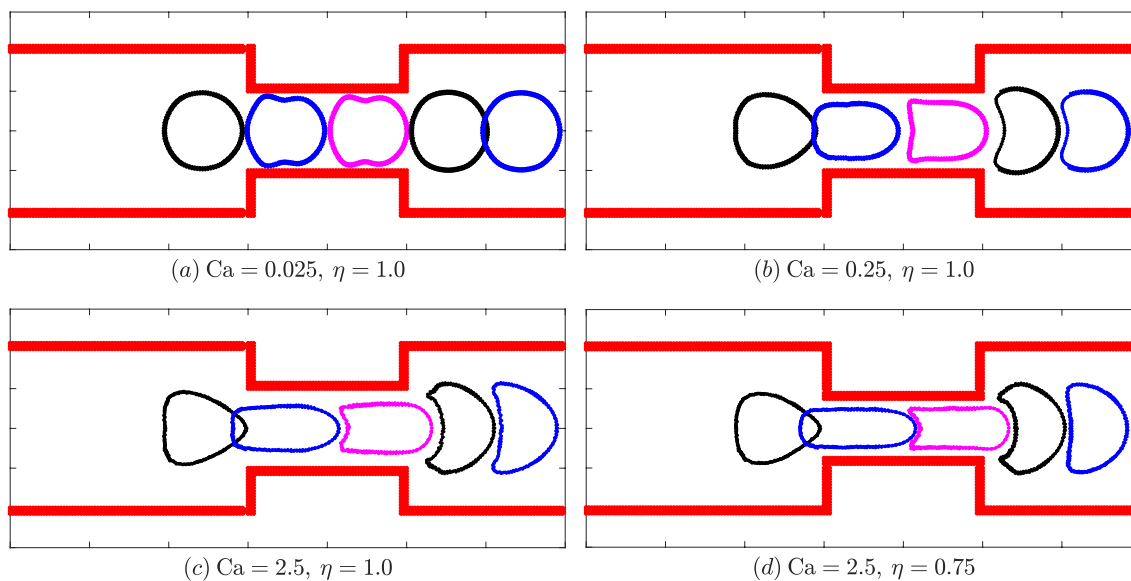 (a) Ca = 0.025, η = 1.0
(b) Ca = 0.25, η = 1.0
(c) Ca = 2.5, η = 1.0
(d) Ca = 2.5, η = 0.75